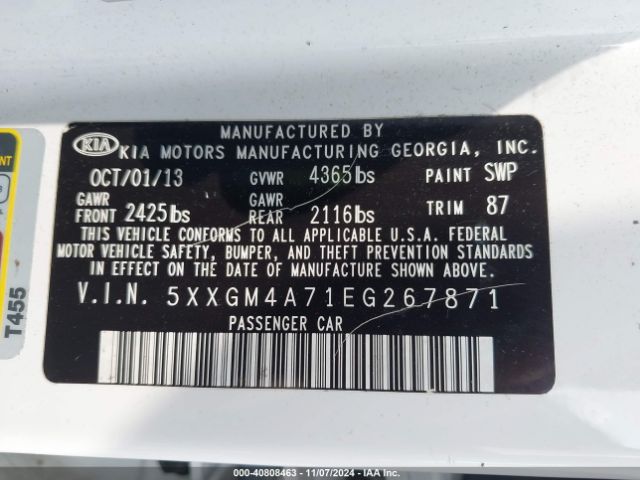 MANUFACTURED BY
KIA KIA MOTORS MANUFACTURING GEORGIA, INC.
OCT/01/13 GVWR 4365lbs PAINT SWP
GAWR FRONT 2425lbs GAWR REAR 2116lbs TRIM 87
THIS VEHICLE CONFORMS TO ALL APPLICABLE U.S.A. FEDERAL
MOTOR VEHICLE SAFETY, BUMPER, AND THEFT PREVENTION STANDARDS
IN EFFECT ON THE DATE OF MANUFACTURE SHOWN ABOVE.
V.I.N. 5XXGM4A71EG267871
PASSENGER CAR
T455
000-40808463 - 11/07/2024 - IAA Inc.